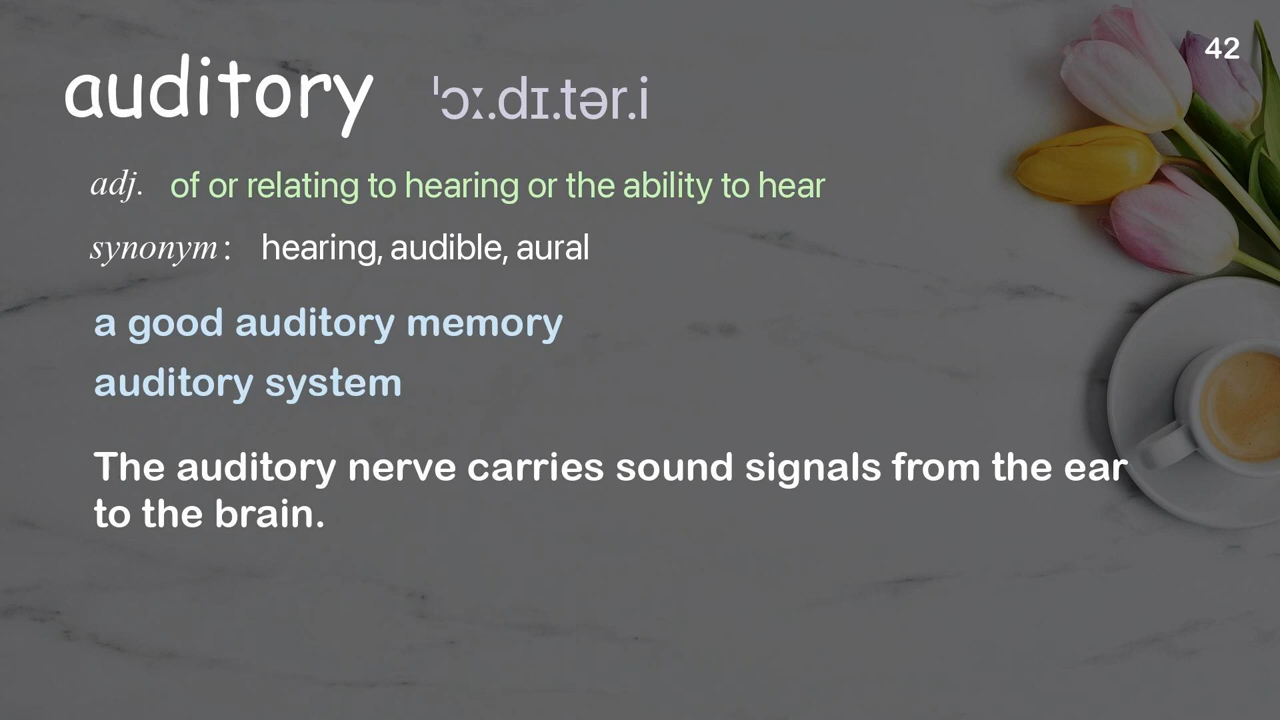 42
auditory ˈɔː.dɪ.tər.i
adj. of or relating to hearing or the ability to hear
synonym: hearing, audible, aural
a good auditory memory
auditory system
The auditory nerve carries sound signals from the ear
to the brain.